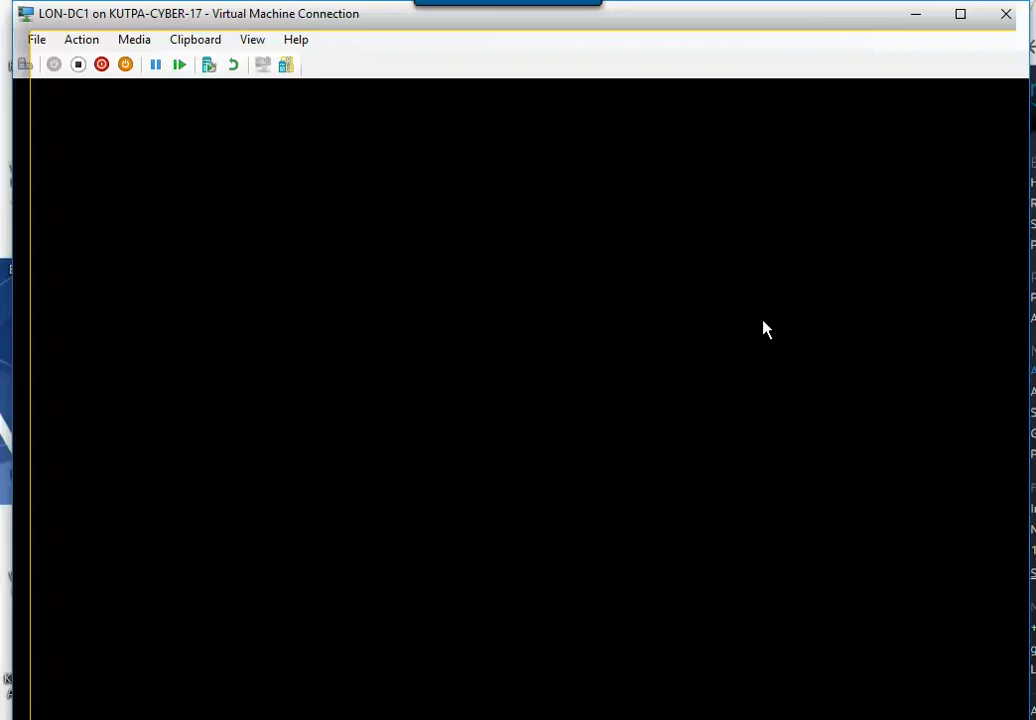 LON-DC1 on KUTPA-CYBER-17 - Virtual Machine Connection
File Action Media Clipboard View Help